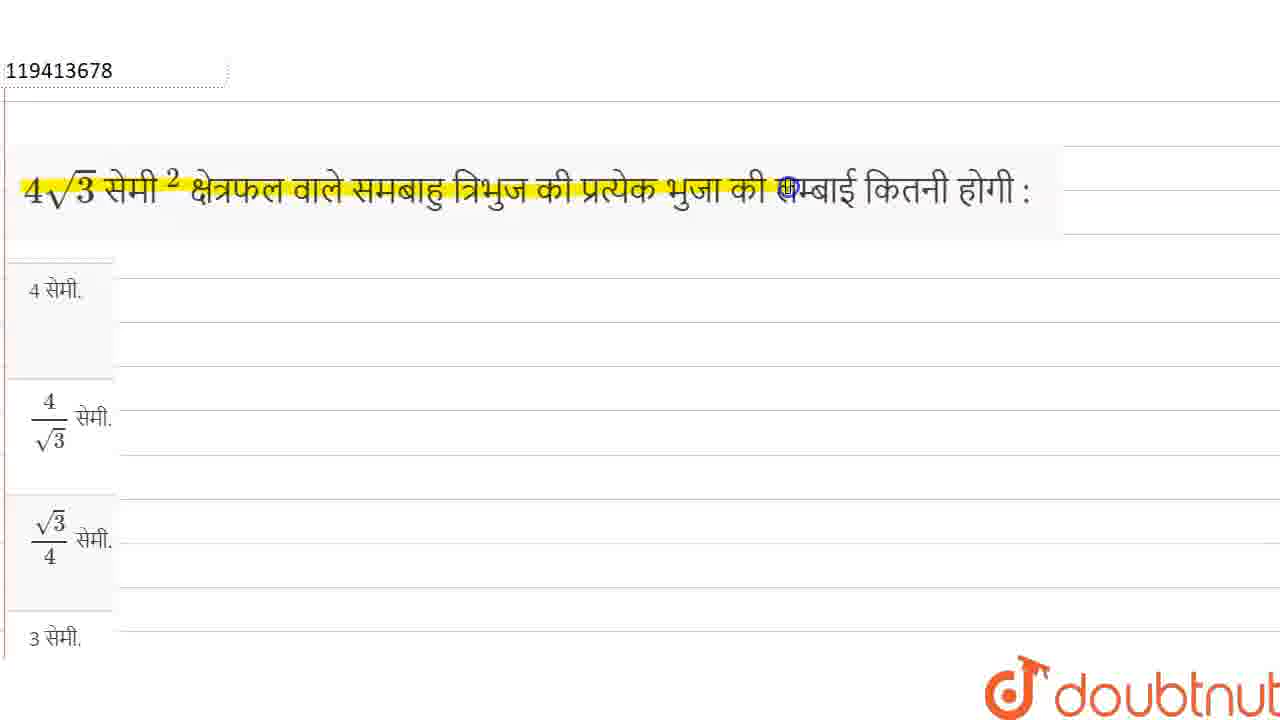 119413678
4√3 सेमी ² क्षेत्रफल वाले समबाहु त्रिभुज की प्रत्येक भुजा की लम्बाई कितनी होगी :
4 सेमी.
4/√3 सेमी.
√3/4 सेमी.
3 सेमी.
doubtnut